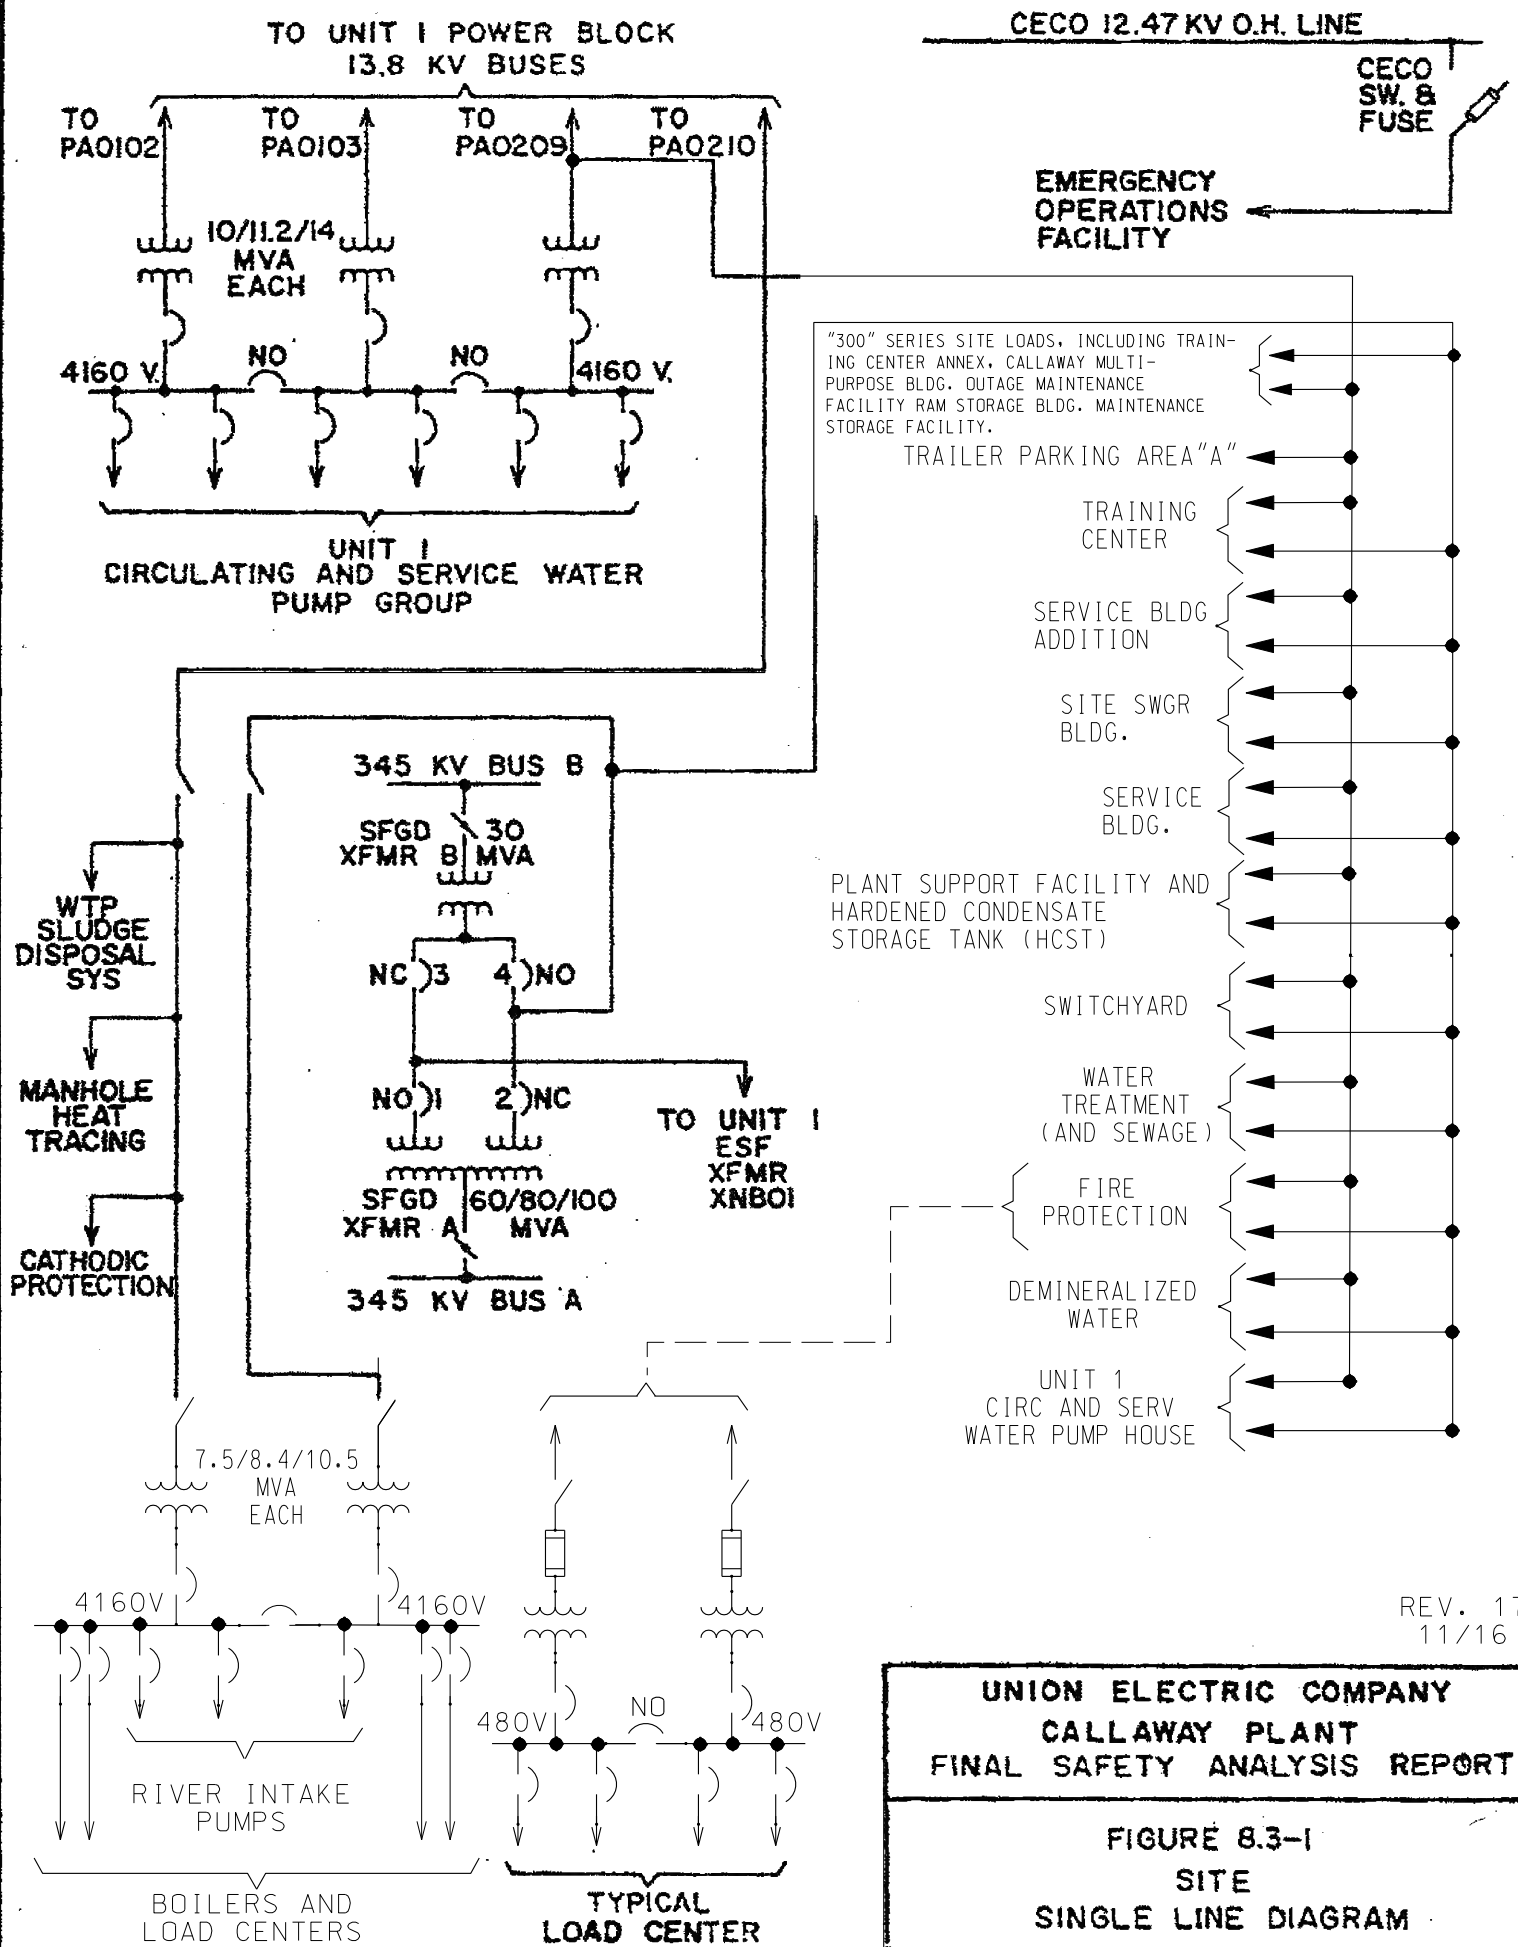 TO UNIT 1 POWER BLOCK
13.8 KV BUSES
TO
PA0102
TO
PA0103
TO
PA0209
TO
PA0210
10/11.2/14
MVA
EACH
4160 V.
NO
NO
4160 V.
UNIT 1
CIRCULATING AND SERVICE WATER
PUMP GROUP
CECO 12.47 KV O.H. LINE
CECO
SW. &
FUSE
EMERGENCY
OPERATIONS
FACILITY
"300" SERIES SITE LOADS, INCLUDING TRAIN-
ING CENTER ANNEX, CALLAWAY MULTI-
PURPOSE BLDG. OUTAGE MAINTENANCE
FACILITY RAM STORAGE BLDG. MAINTENANCE
STORAGE FACILITY.
TRAILER PARKING AREA"A"
TRAINING
CENTER
SERVICE BLDG
ADDITION
SITE SWGR
BLDG.
SERVICE
BLDG.
PLANT SUPPORT FACILITY AND
HARDENED CONDENSATE
STORAGE TANK (HCST)
SWITCHYARD
WATER
TREATMENT
(AND SEWAGE)
FIRE
PROTECTION
DEMINERALIZED
WATER
UNIT 1
CIRC AND SERV
WATER PUMP HOUSE
345 KV BUS B
SFGD 30
XFMR B MVA
NC 3 4 NO
NO 1 2 NC
TO UNIT 1
ESF
XFMR
XNB01
SFGD 60/80/100
XFMR A MVA
345 KV BUS A
WTP
SLUDGE
DISPOSAL
SYS
MANHOLE
HEAT
TRACING
CATHODIC
PROTECTION
7.5/8.4/10.5
MVA
EACH
4160V
4160V
RIVER INTAKE
PUMPS
BOILERS AND
LOAD CENTERS
480V
NO
480V
TYPICAL
LOAD CENTER
REV. 17
11/16
UNION ELECTRIC COMPANY
CALLAWAY PLANT
FINAL SAFETY ANALYSIS REPORT
FIGURE 8.3-1
SITE
SINGLE LINE DIAGRAM